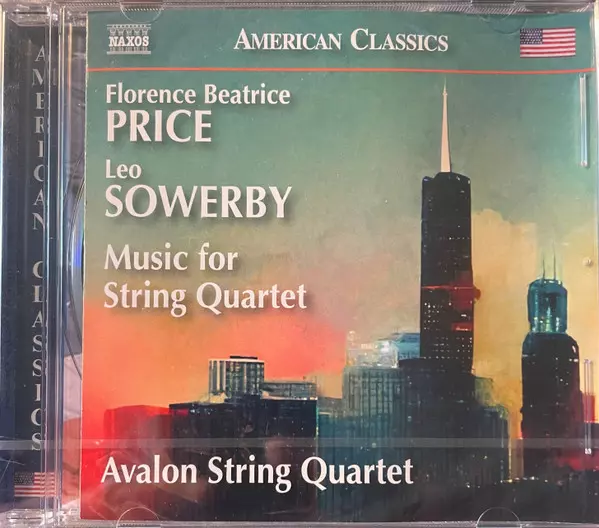 NAXOS
AMERICAN CLASSICS
Florence Beatrice
PRICE
Leo
SOWERBY
Music for
String Quartet
Avalon String Quartet
AMERICAN CLASSICS